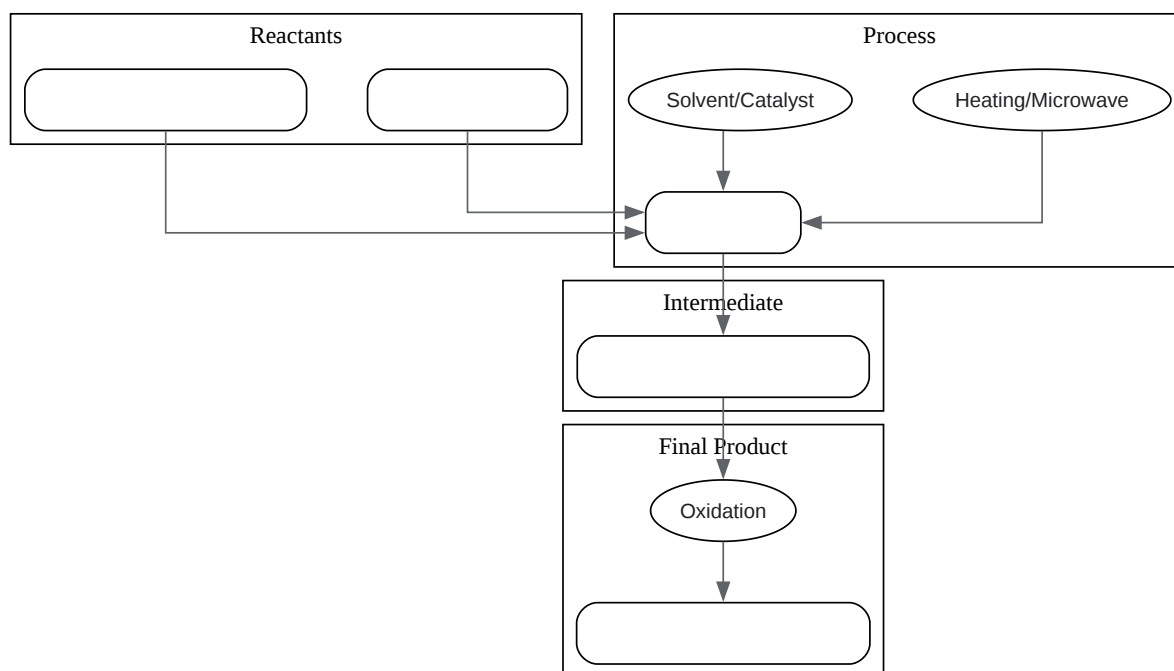 Reactants
Process
Solvent/Catalyst
Heating/Microwave
Intermediate
Final Product
Oxidation